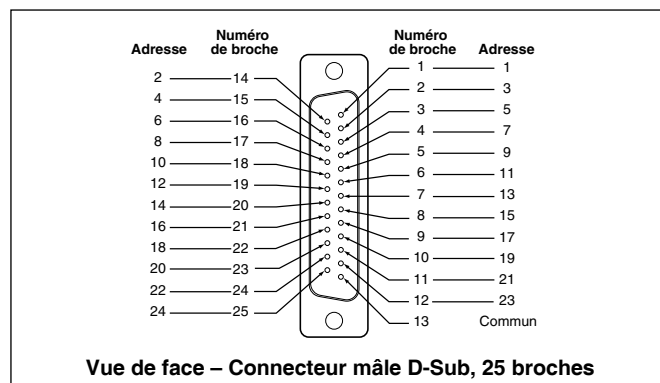 Adresse Numéro de broche Numéro de broche Adresse
2 14 1 1
4 15 2 3
6 16 3 5
8 17 4 7
10 18 5 9
12 19 6 11
14 20 7 13
16 21 8 15
18 22 9 17
20 23 10 19
22 24 11 21
24 25 12 23
13 Commun
Vue de face – Connecteur mâle D-Sub, 25 broches